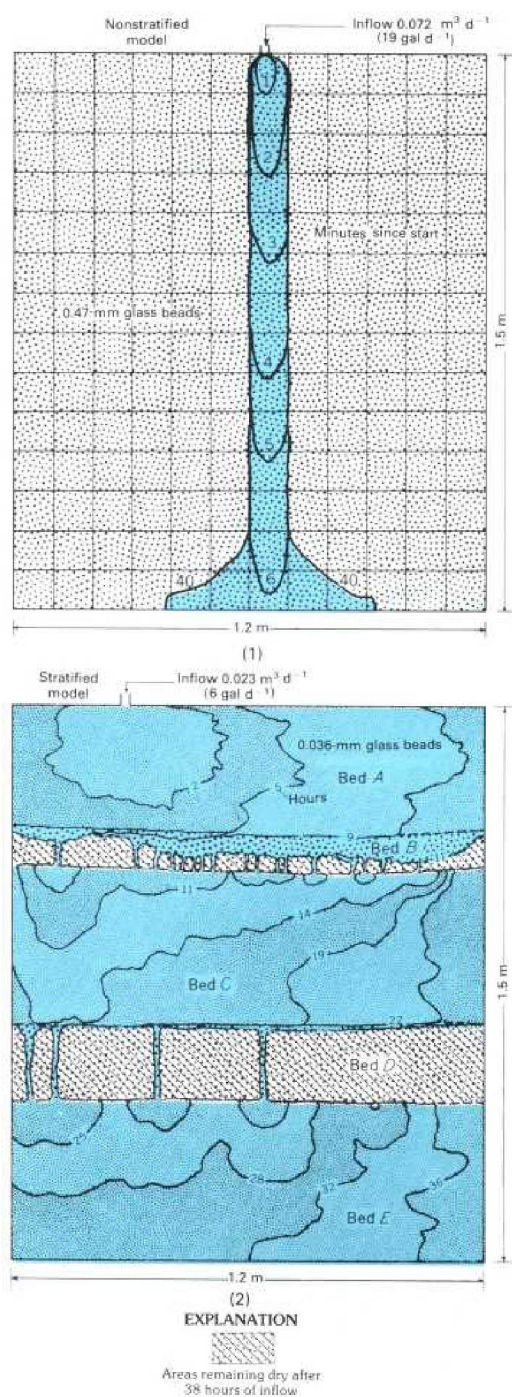 Nonstratified
model
Inflow 0.072 m³ d⁻¹
(19 gal d⁻¹)
1
2
3
Minutes since start
0.47-mm glass beads
4
5
40
6
40
1.5 m
1.2 m
(1)
Stratified
model
Inflow 0.023 m³ d⁻¹
(6 gal d⁻¹)
0.036-mm glass beads
Bed A
2
5
Hours
9
Bed B
11
14
19
Bed C
22
Bed D
25
28
32
36
Bed E
1.5 m
1.2 m
(2)
EXPLANATION
Areas remaining dry after
38 hours of inflow